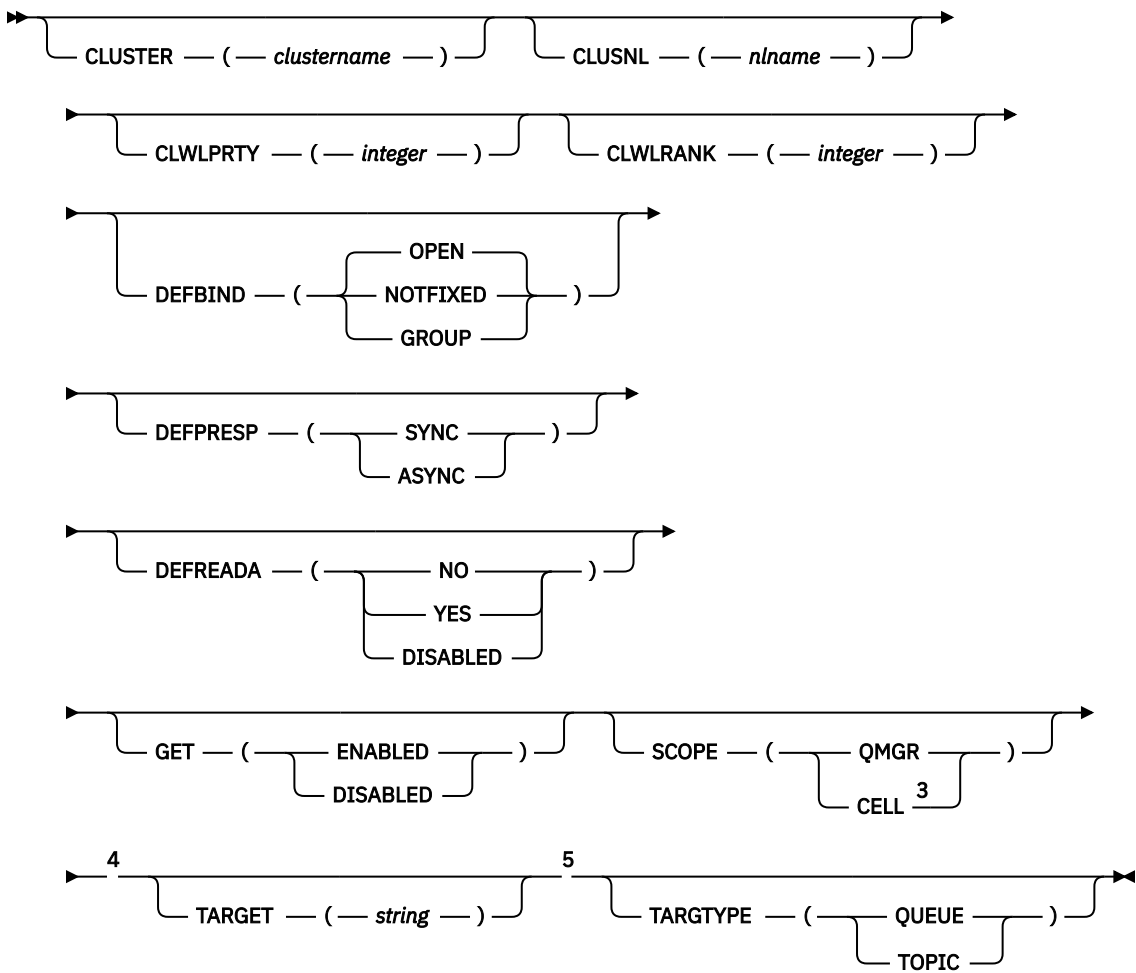 CLUSTER ( clustername ) CLUSNL ( nlname )
CLWLPRTY ( integer ) CLWLRANK ( integer )
OPEN
DEFBIND ( NOTFIXED )
GROUP
DEFPRESP ( SYNC )
ASYNC
DEFREADA ( NO )
YES
DISABLED
GET ( ENABLED ) SCOPE ( QMGR )
DISABLED CELL 3
4 5
TARGET ( string ) TARGTYPE ( QUEUE )
TOPIC